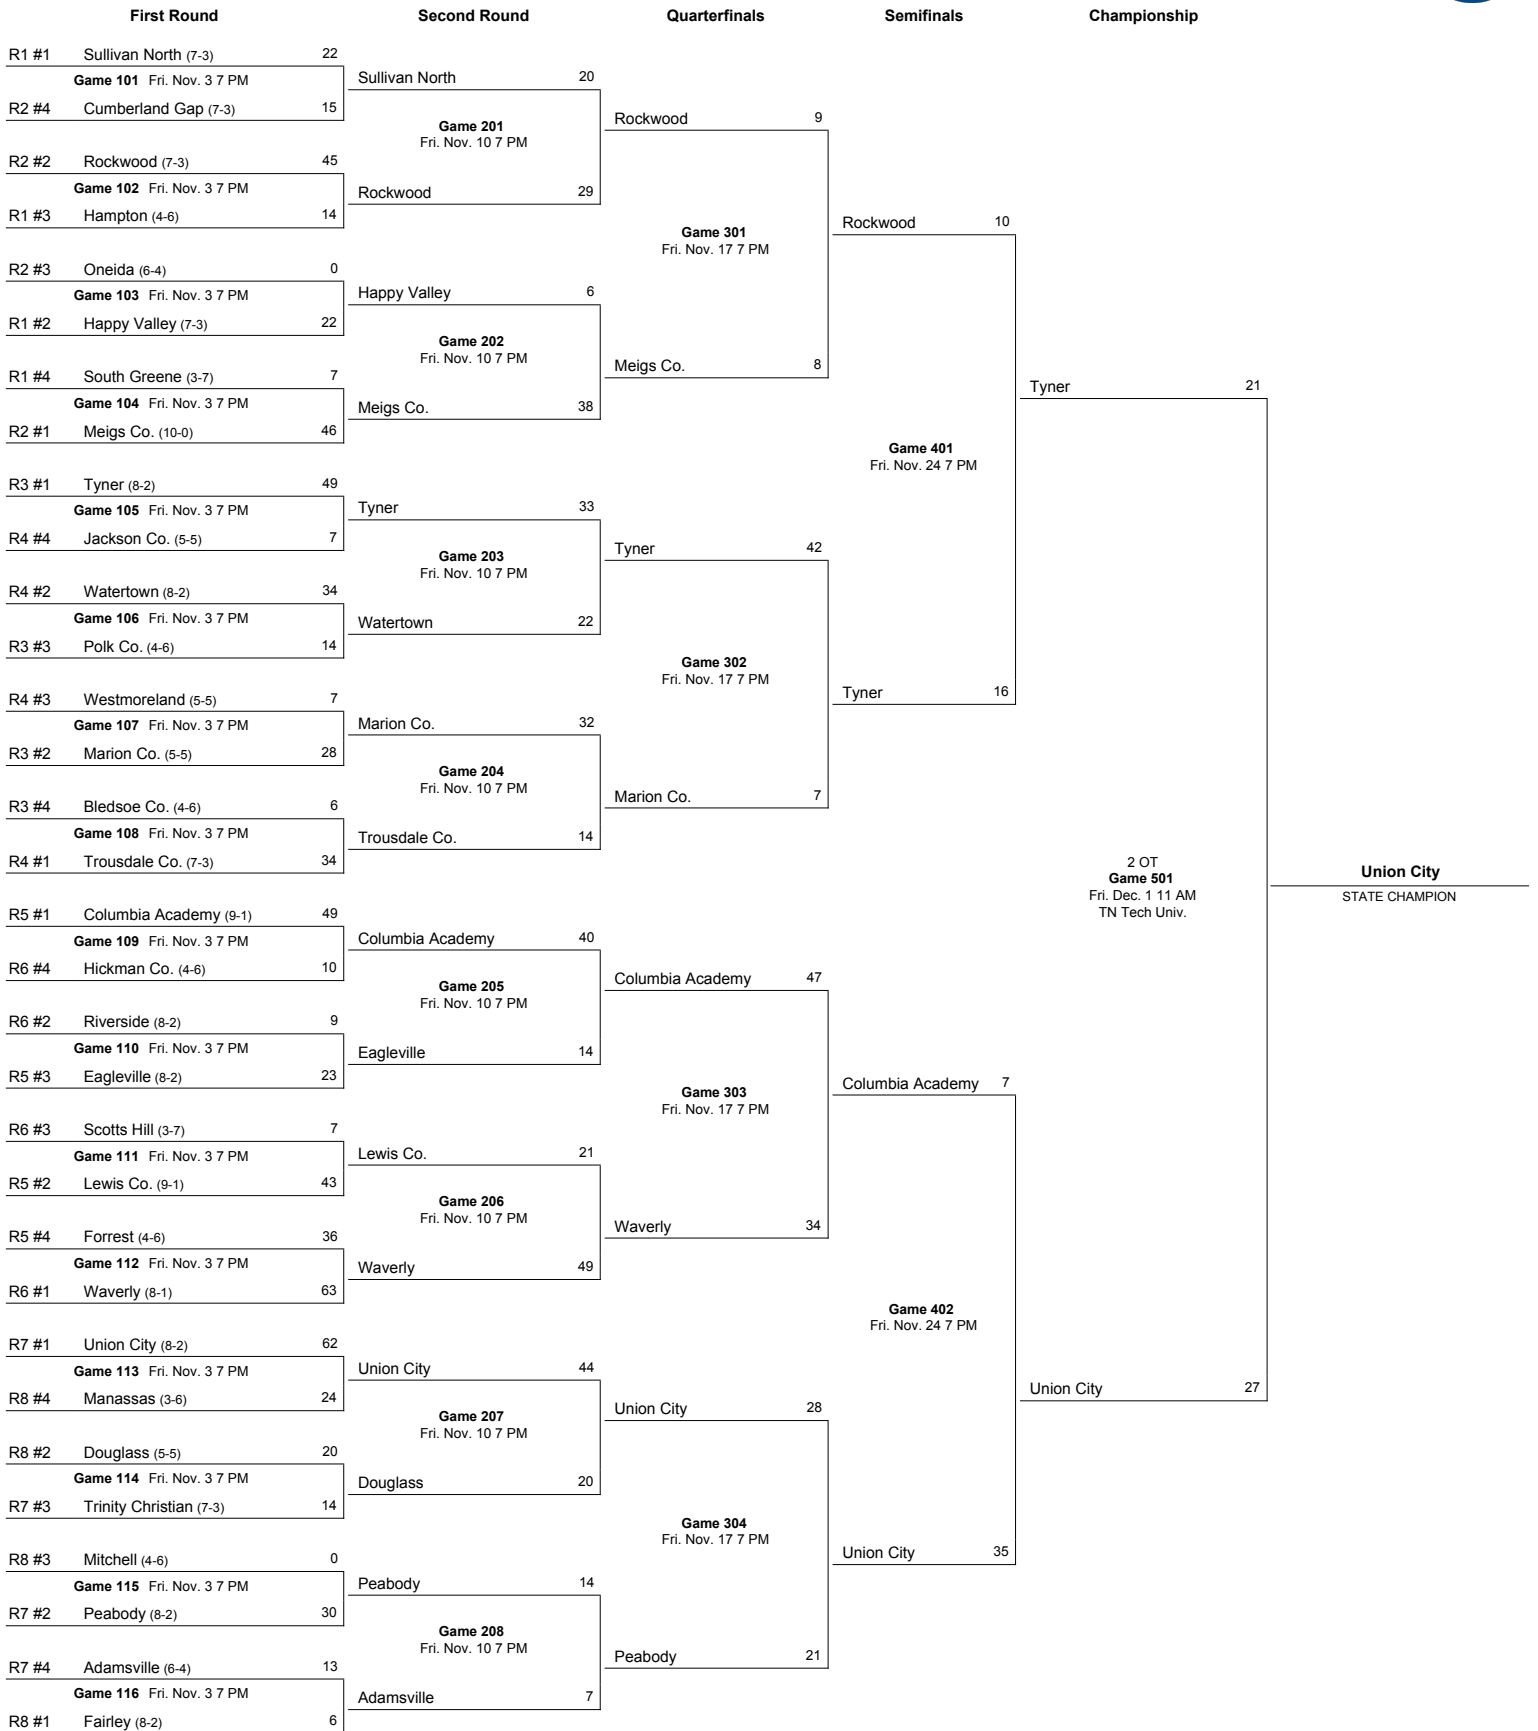 First Round Second Round Quarterfinals Semifinals Championship
R1 #1 Sullivan North (7-3) 22
Game 101 Fri. Nov. 3 7 PM
R2 #4 Cumberland Gap (7-3) 15
R2 #2 Rockwood (7-3) 45
Game 102 Fri. Nov. 3 7 PM
R1 #3 Hampton (4-6) 14
R2 #3 Oneida (6-4) 0
Game 103 Fri. Nov. 3 7 PM
R1 #2 Happy Valley (7-3) 22
R1 #4 South Greene (3-7) 7
Game 104 Fri. Nov. 3 7 PM
R2 #1 Meigs Co. (10-0) 46
R3 #1 Tyner (8-2) 49
Game 105 Fri. Nov. 3 7 PM
R4 #4 Jackson Co. (5-5) 7
R4 #2 Watertown (8-2) 34
Game 106 Fri. Nov. 3 7 PM
R3 #3 Polk Co. (4-6) 14
R4 #3 Westmoreland (5-5) 7
Game 107 Fri. Nov. 3 7 PM
R3 #2 Marion Co. (5-5) 28
R3 #4 Bledsoe Co. (4-6) 6
Game 108 Fri. Nov. 3 7 PM
R4 #1 Trousdale Co. (7-3) 34
R5 #1 Columbia Academy (9-1) 49
Game 109 Fri. Nov. 3 7 PM
R6 #4 Hickman Co. (4-6) 10
R6 #2 Riverside (8-2) 9
Game 110 Fri. Nov. 3 7 PM
R5 #3 Eagleville (8-2) 23
R6 #3 Scotts Hill (3-7) 7
Game 111 Fri. Nov. 3 7 PM
R5 #2 Lewis Co. (9-1) 43
R5 #4 Forrest (4-6) 36
Game 112 Fri. Nov. 3 7 PM
R6 #1 Waverly (8-1) 63
R7 #1 Union City (8-2) 62
Game 113 Fri. Nov. 3 7 PM
R8 #4 Manassas (3-6) 24
R8 #2 Douglass (5-5) 20
Game 114 Fri. Nov. 3 7 PM
R7 #3 Trinity Christian (7-3) 14
R8 #3 Mitchell (4-6) 0
Game 115 Fri. Nov. 3 7 PM
R7 #2 Peabody (8-2) 30
R7 #4 Adamsville (6-4) 13
Game 116 Fri. Nov. 3 7 PM
R8 #1 Fairley (8-2) 6
Sullivan North 20
Game 201
Fri. Nov. 10 7 PM
Rockwood 29
Happy Valley 6
Game 202
Fri. Nov. 10 7 PM
Meigs Co. 38
Tyner 33
Game 203
Fri. Nov. 10 7 PM
Watertown 22
Marion Co. 32
Game 204
Fri. Nov. 10 7 PM
Trousdale Co. 14
Columbia Academy 40
Game 205
Fri. Nov. 10 7 PM
Eagleville 14
Lewis Co. 21
Game 206
Fri. Nov. 10 7 PM
Waverly 49
Union City 44
Game 207
Fri. Nov. 10 7 PM
Douglass 20
Peabody 14
Game 208
Fri. Nov. 10 7 PM
Adamsville 7
Rockwood 9
Game 301
Fri. Nov. 17 7 PM
Meigs Co. 8
Tyner 42
Game 302
Fri. Nov. 17 7 PM
Marion Co. 7
Columbia Academy 47
Game 303
Fri. Nov. 17 7 PM
Waverly 34
Union City 28
Game 304
Fri. Nov. 17 7 PM
Peabody 21
Rockwood 10
Game 401
Fri. Nov. 24 7 PM
Tyner 16
Columbia Academy 7
Game 402
Fri. Nov. 24 7 PM
Union City 35
Tyner 21
2 OT
Game 501
Fri. Dec. 1 11 AM
TN Tech Univ.
Union City 27
Union City
STATE CHAMPION